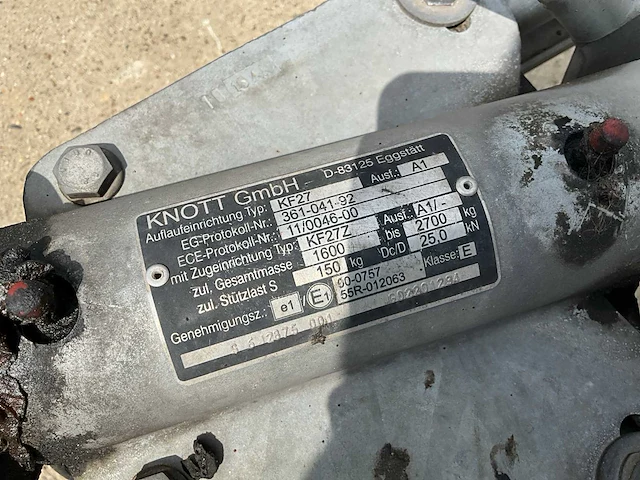 KNOTT GmbH - D-83125 Eggstätt
Auflaufeinrichtung Typ: KF27 Ausf.: A1
EG-Protokoll-Nr.: 361-041-92
ECE-Protokoll-Nr.: 11/0046-00
mit Zugeinrichtung Typ: KF27Z Ausf.: A1/-
zul. Gesamtmasse 1600 bis 2700 kg
zul. Stützlast S 150 kg Dc/D 25,0 kN
Genehmigungsz.: e1 / E1 00-0757 Klasse: E
55R-012063